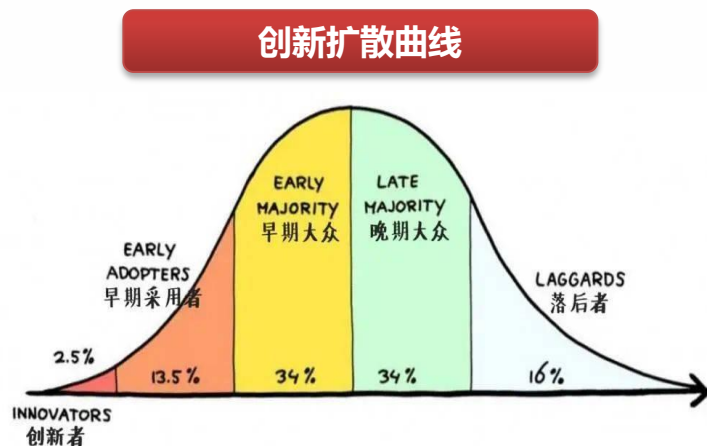 创新扩散曲线
EARLY
MAJORITY
早期大众
LATE
MAJORITY
晚期大众
EARLY
ADOPTERS
早期采用者
LAGGARDS
落后者
2.5%
13.5%
34%
34%
16%
INNOVATORS
创新者